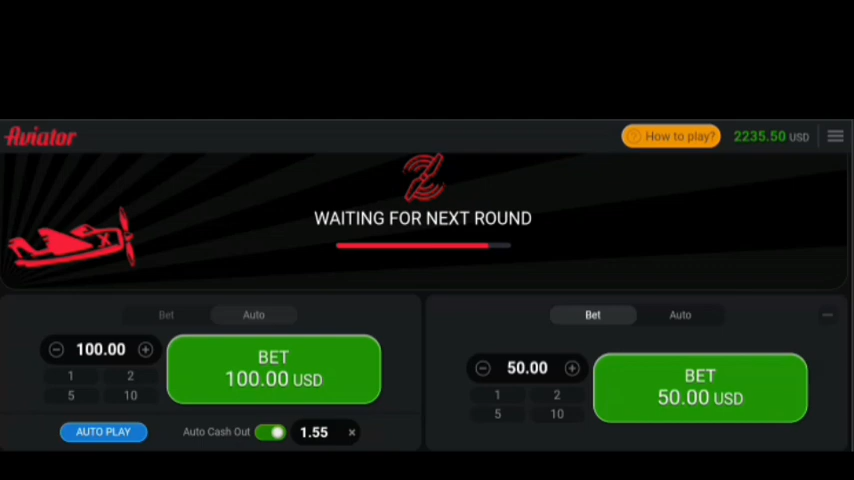 Aviator
How to play?
2235.50 USD
WAITING FOR NEXT ROUND
Bet
Auto
100.00
1
2
5
10
BET
100.00 USD
AUTO PLAY
Auto Cash Out
1.55
×
Bet
Auto
50.00
1
2
5
10
BET
50.00 USD